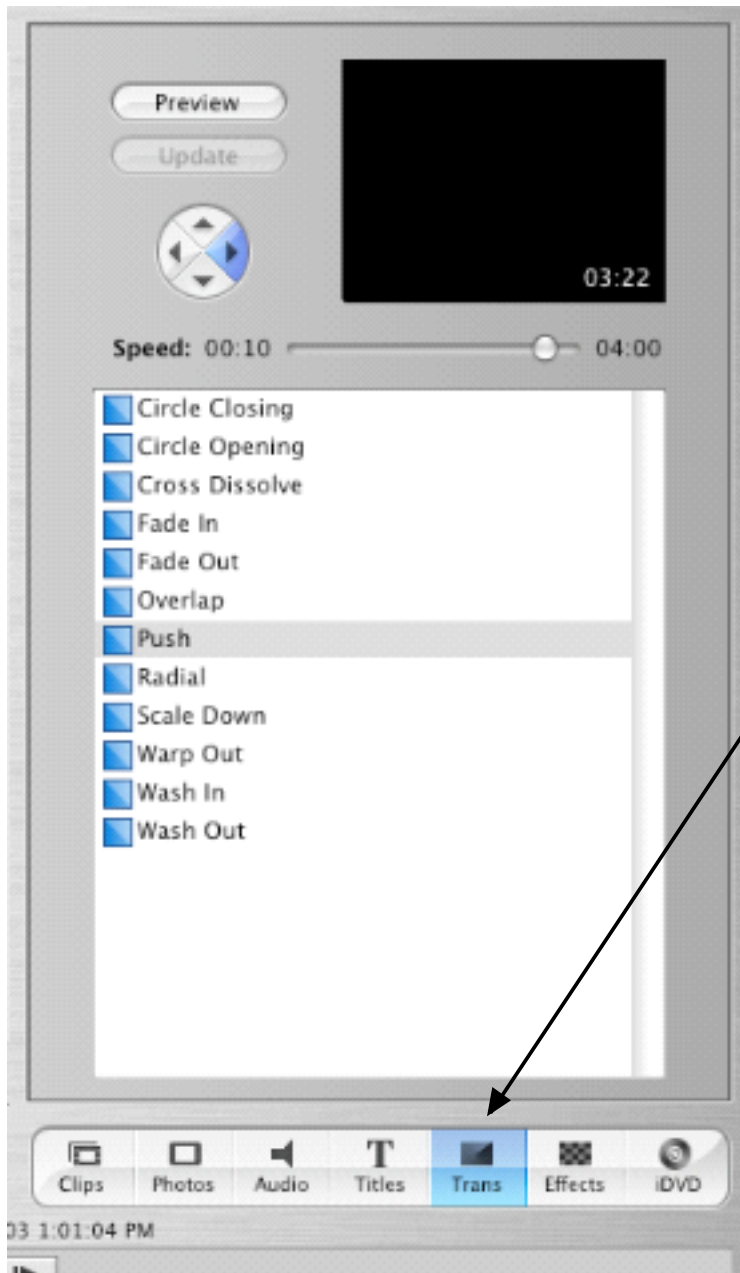 Preview
Update
03:22
Speed: 00:10 04:00
Circle Closing
Circle Opening
Cross Dissolve
Fade In
Fade Out
Overlap
Push
Radial
Scale Down
Warp Out
Wash In
Wash Out
Clips Photos Audio Titles Trans Effects iDVD
03 1:01:04 PM